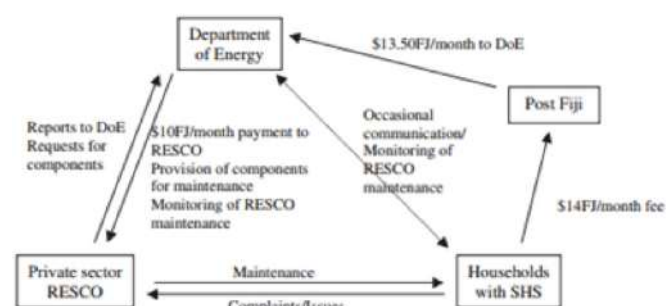 Department
of Energy
$13.50FJ/month to DoE
Post Fiji
Reports to DoE
Requests for
components
$10FJ/month payment to
RESCO
Provision of components
for maintenance
Monitoring of RESCO
maintenance
Occasional
communication/
Monitoring of
RESCO
maintenance
$14FJ/month fee
Private sector
RESCO
Maintenance
Complaints/Issues
Households
with SHS